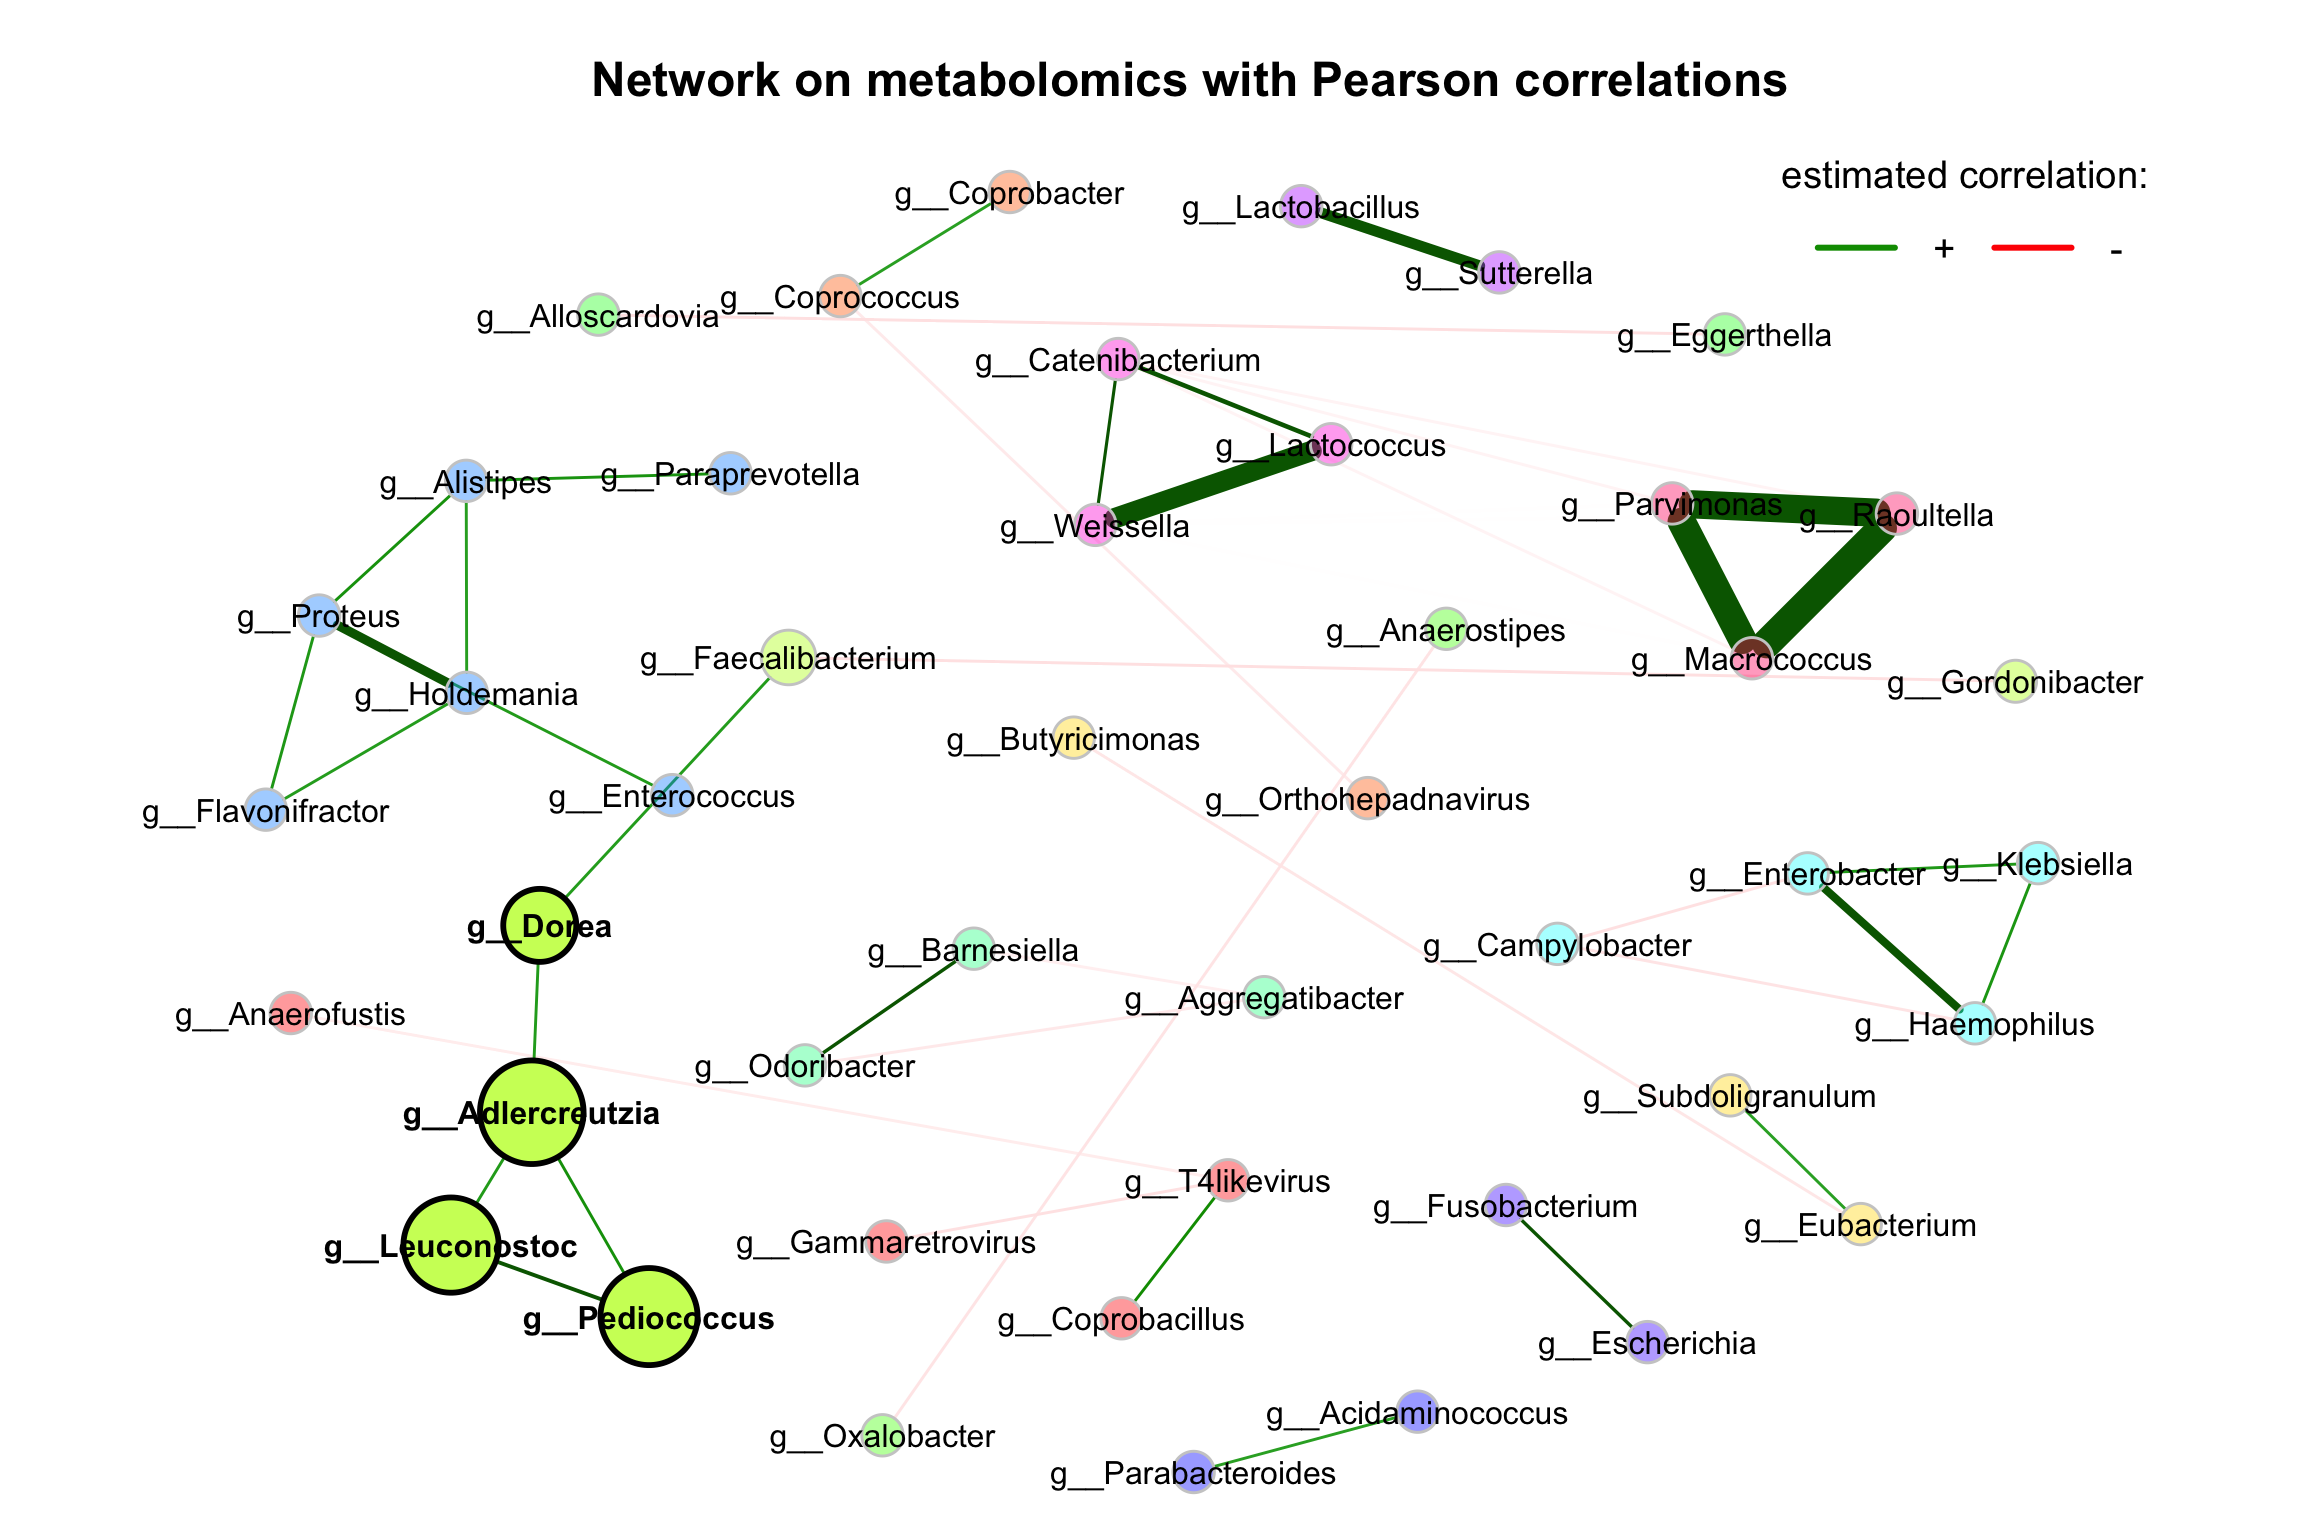 Network on metabolomics with Pearson correlations
estimated correlation:
+ -
g__Coprobacter
g__Lactobacillus
g__Sutterella
g__Coprococcus
g__Alloscardovia
g__Eggerthella
g__Catenibacterium
g__Lactococcus
g__Alistipes
g__Paraprevotella
g__Parvimonas
g__Raoultella
g__Weissella
g__Proteus
g__Anaerostipes
g__Faecalibacterium
g__Macrococcus
g__Gordonibacter
g__Holdemania
g__Butyricimonas
g__Enterococcus
g__Orthohepadnavirus
g__Flavonifractor
g__Enterobacter
g__Klebsiella
g__Dorea
g__Barnesiella
g__Campylobacter
g__Aggregatibacter
g__Anaerofustis
g__Haemophilus
g__Odoribacter
g__Subdoligranulum
g__Adlercreutzia
g__T4likevirus
g__Fusobacterium
g__Eubacterium
g__Gammaretrovirus
g__Leuconostoc
g__Pediococcus
g__Coprobacillus
g__Escherichia
g__Acidaminococcus
g__Oxalobacter
g__Parabacteroides